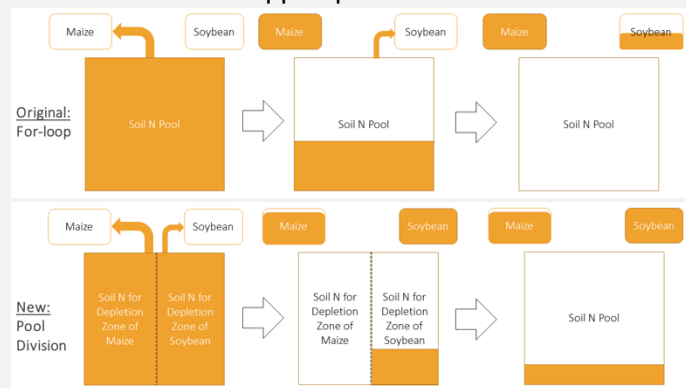 Maize
Soybean
Maize
Soybean
Maize
Soybean
Original:
For-loop
Soil N Pool
Soil N Pool
Soil N Pool
Maize
Soybean
Maize
Soybean
Maize
Soybean
New:
Pool
Division
Soil N for
Depletion
Zone of
Maize
Soil N for
Depletion
Zone of
Soybean
Soil N for
Depletion
Zone of
Maize
Soil N for
Depletion
Zone of
Soybean
Soil N Pool